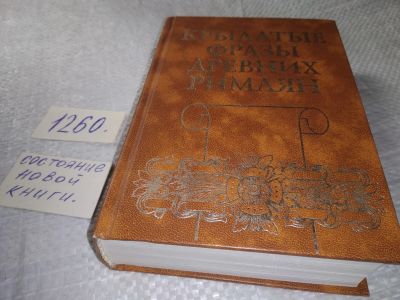 КРЫЛАТЫЕ
ФРАЗЫ
ДРЕВНИХ
РИМЛЯН
1260.
состояние
новой
книги.